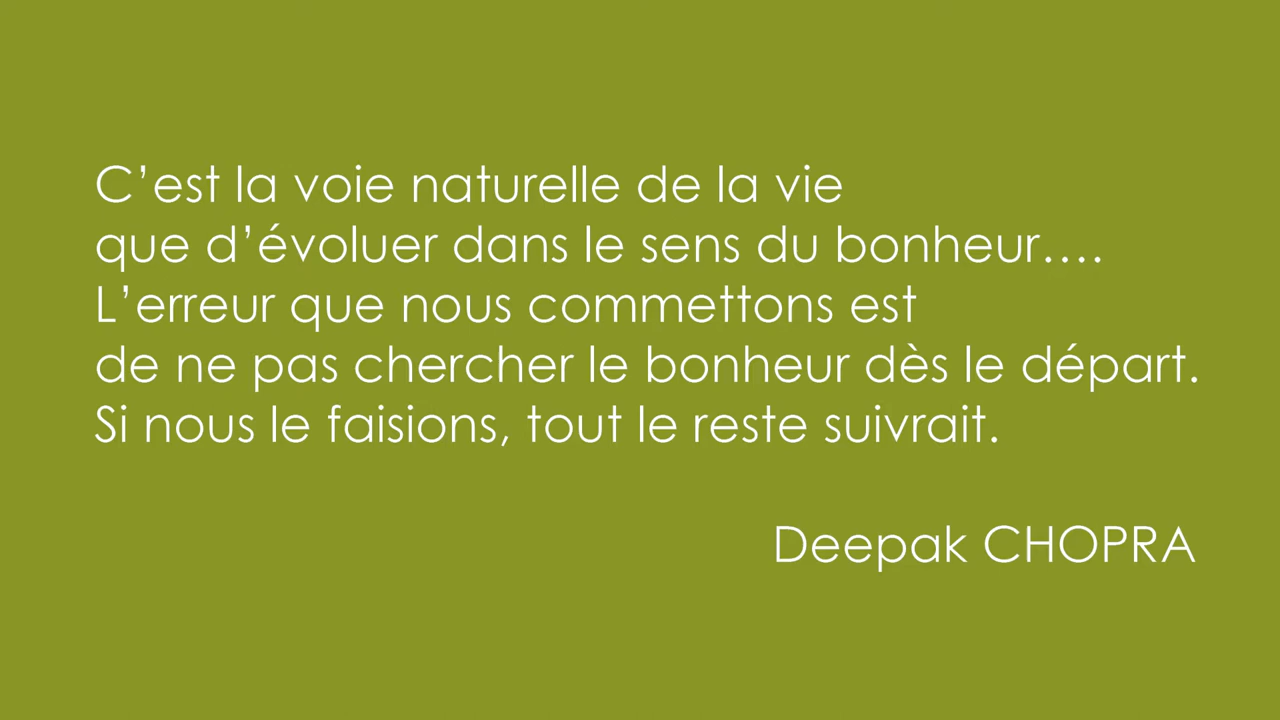 C’est la voie naturelle de la vie
que d’évoluer dans le sens du bonheur….
L’erreur que nous commettons est
de ne pas chercher le bonheur dès le départ.
Si nous le faisions, tout le reste suivrait.
Deepak CHOPRA